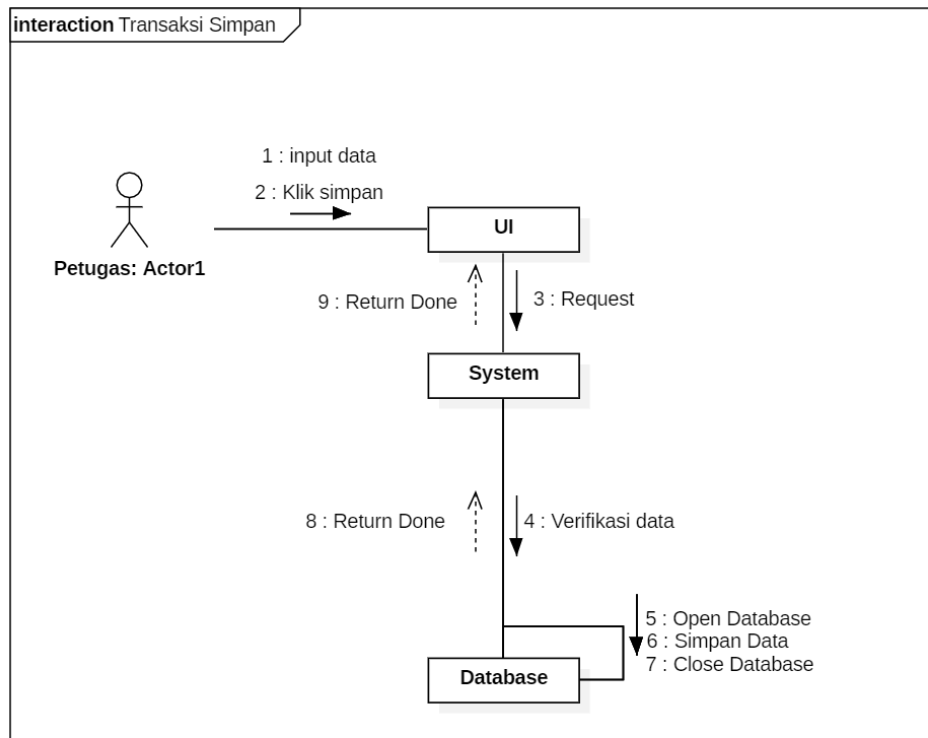 interaction Transaksi Simpan
1 : input data
2 : Klik simpan
UI
Petugas: Actor1
9 : Return Done
3 : Request
System
8 : Return Done
4 : Verifikasi data
5 : Open Database
6 : Simpan Data
7 : Close Database
Database